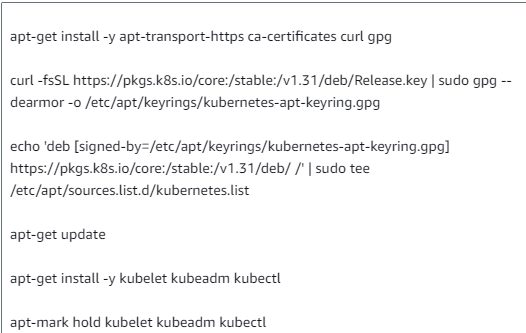 apt-get install -y apt-transport-https ca-certificates curl gpg
curl -fsSL https://pkgs.k8s.io/core:/stable:/v1.31/deb/Release.key | sudo gpg --
dearmor -o /etc/apt/keyrings/kubernetes-apt-keyring.gpg
echo 'deb [signed-by=/etc/apt/keyrings/kubernetes-apt-keyring.gpg]
https://pkgs.k8s.io/core:/stable:/v1.31/deb/ /' | sudo tee
/etc/apt/sources.list.d/kubernetes.list
apt-get update
apt-get install -y kubelet kubeadm kubectl
apt-mark hold kubelet kubeadm kubectl